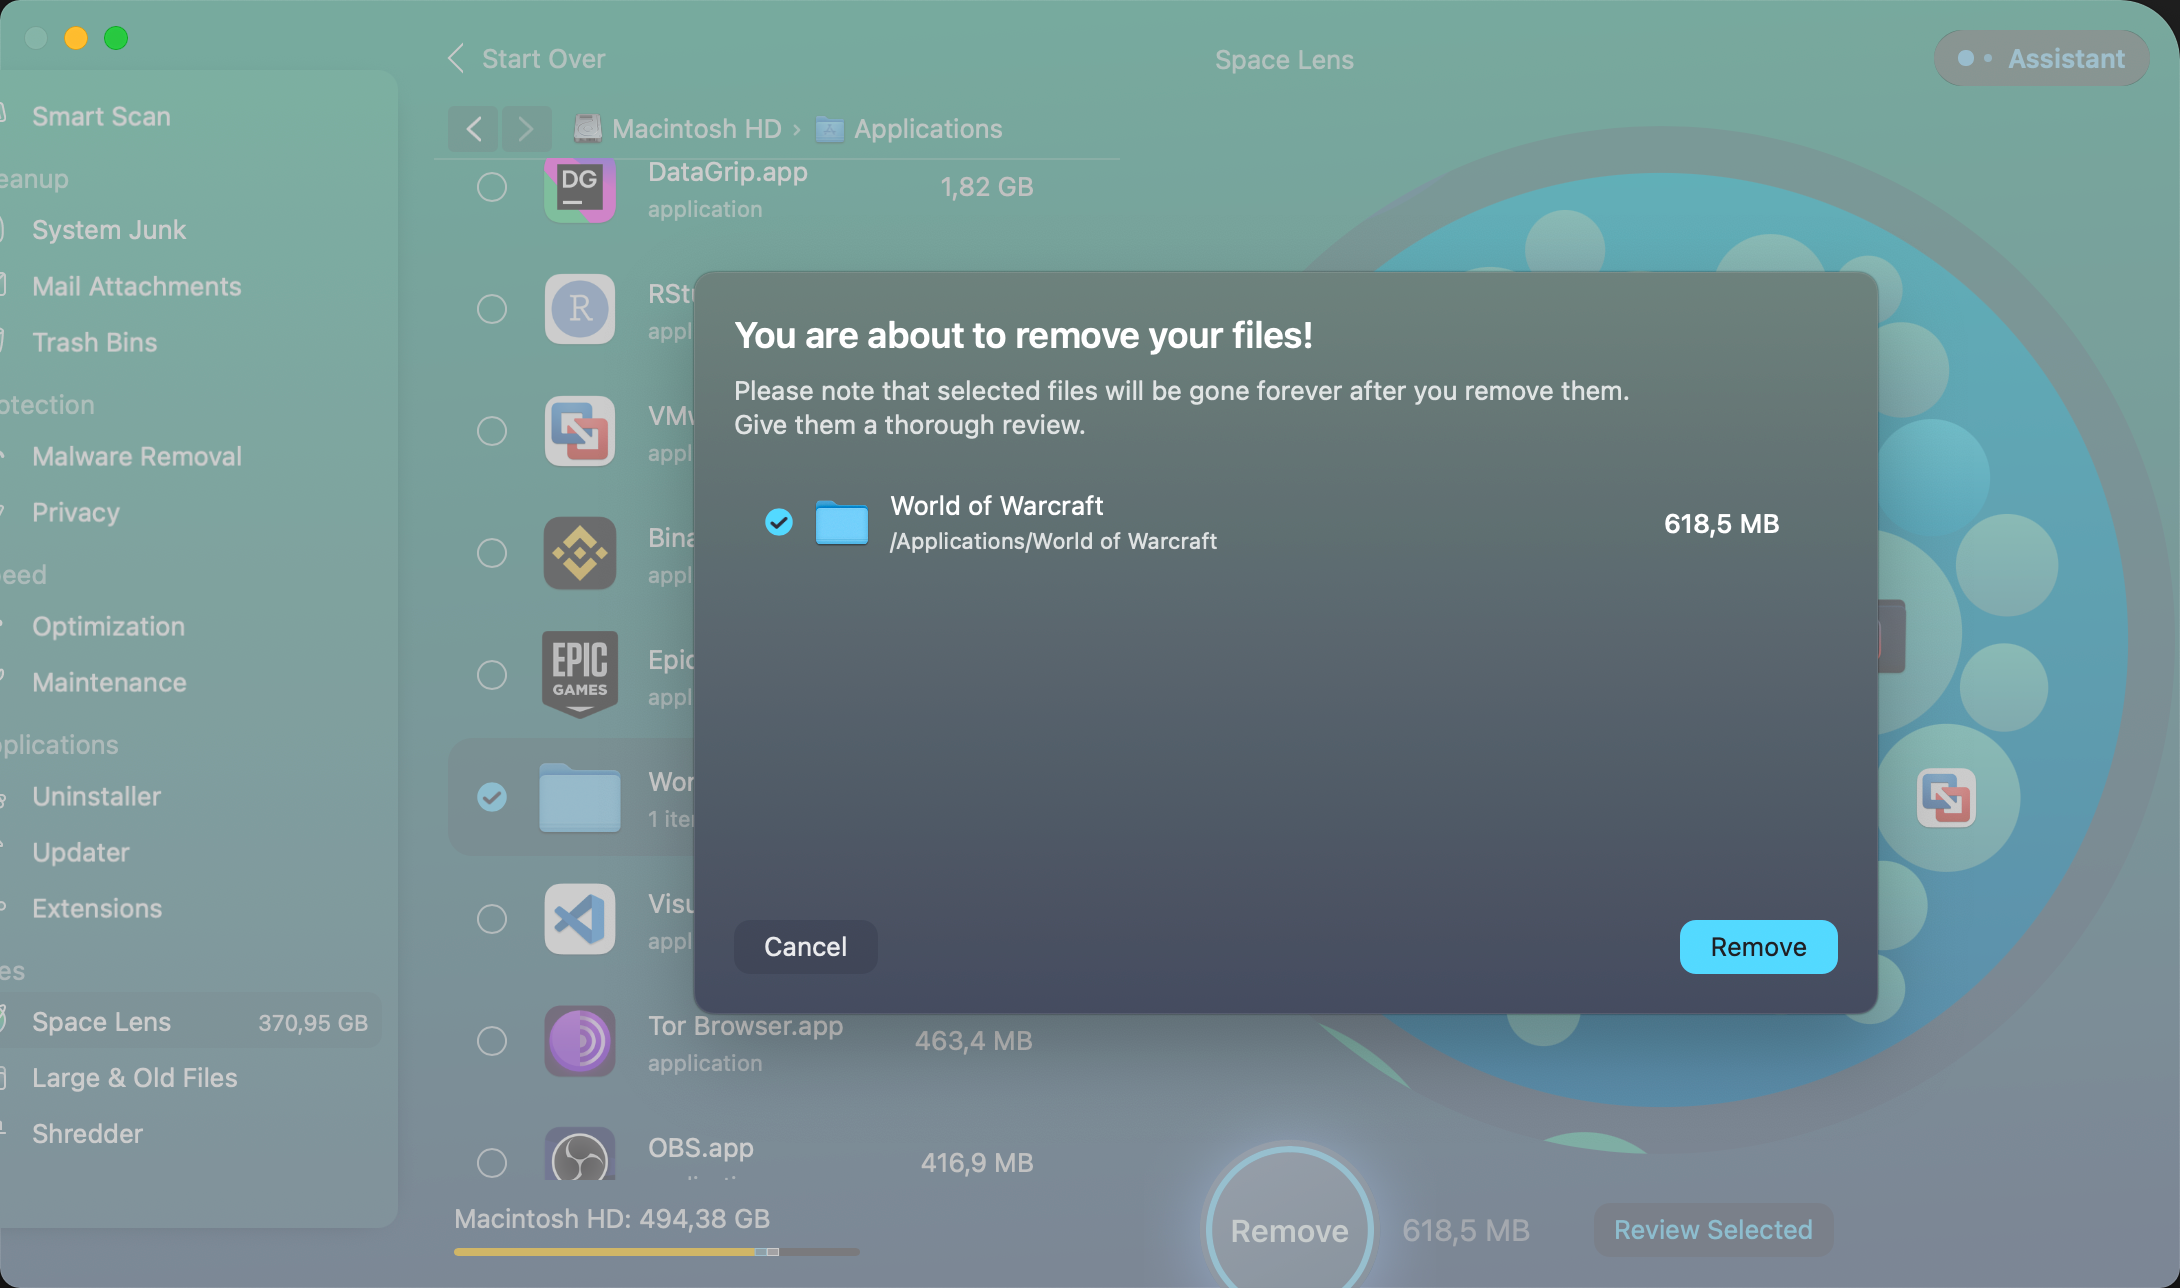 Start Over
Space Lens
Assistant
Smart Scan
eanup
System Junk
Mail Attachments
Trash Bins
otection
Malware Removal
Privacy
eed
Optimization
Maintenance
plications
Uninstaller
Updater
Extensions
es
Space Lens 370,95 GB
Large & Old Files
Shredder
Macintosh HD › Applications
DG
DataGrip.app
application
1,82 GB
R
RStu
appl
VMw
appl
Bina
appl
EPIC
GAMES
Epic
appl
Wor
1 iter
Visu
appl
Tor Browser.app
application
463,4 MB
OBS.app
416,9 MB
Macintosh HD: 494,38 GB
You are about to remove your files!
Please note that selected files will be gone forever after you remove them.
Give them a thorough review.
World of Warcraft
/Applications/World of Warcraft
618,5 MB
Cancel
Remove
Remove
618,5 MB
Review Selected